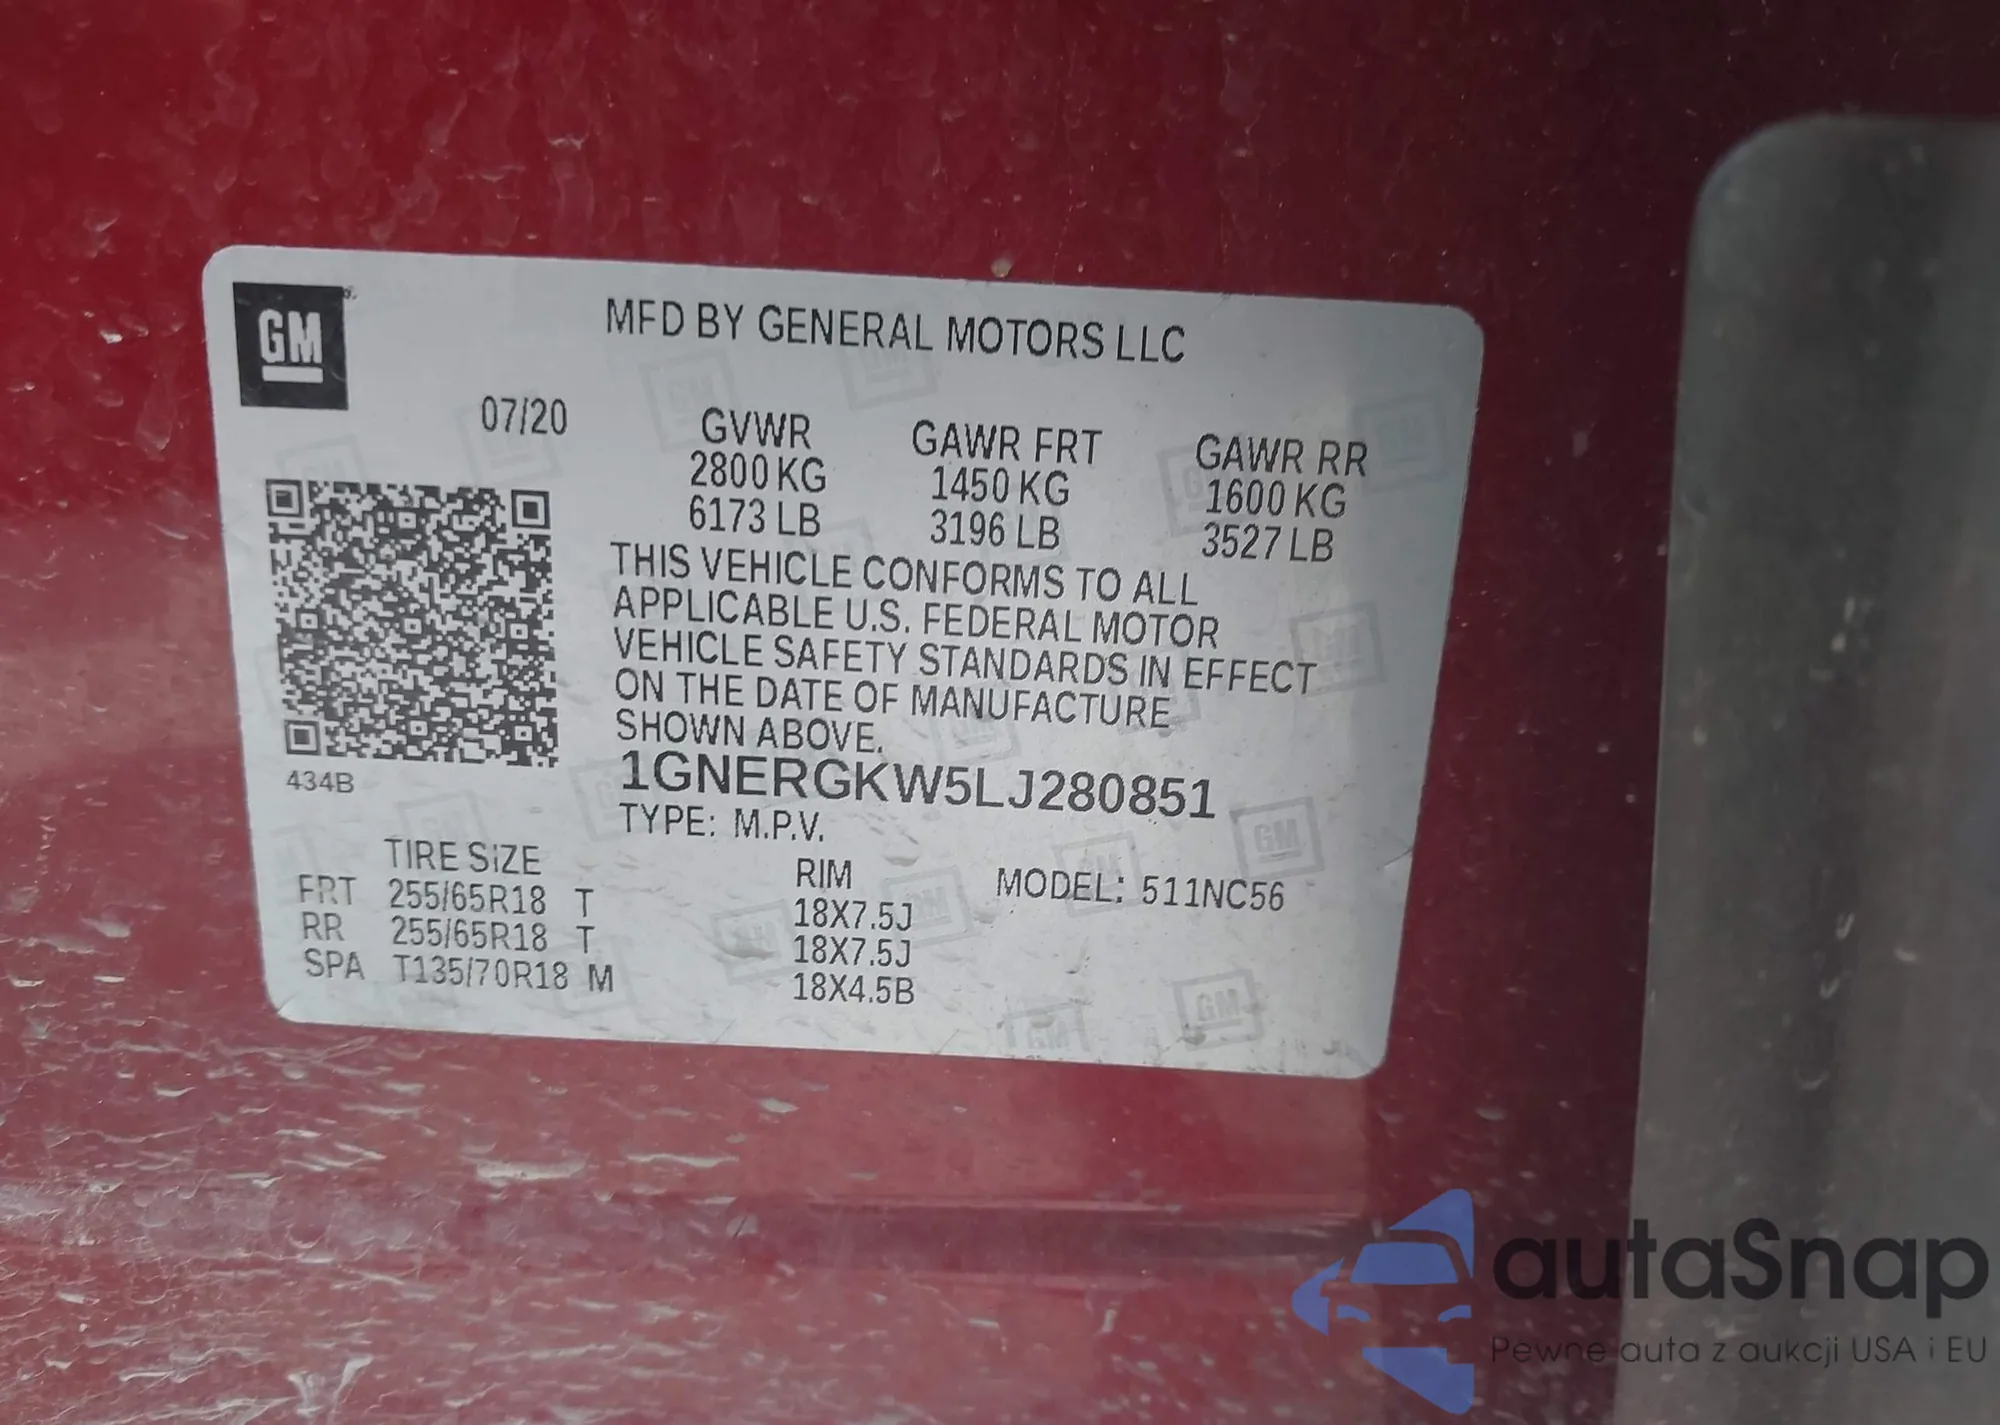 GM
MFD BY GENERAL MOTORS LLC
07/20
GVWR GAWR FRT GAWR RR
2800 KG 1450 KG 1600 KG
6173 LB 3196 LB 3527 LB
THIS VEHICLE CONFORMS TO ALL
APPLICABLE U.S. FEDERAL MOTOR
VEHICLE SAFETY STANDARDS IN EFFECT
ON THE DATE OF MANUFACTURE
SHOWN ABOVE.
1GNERGKW5LJ280851
434B
TYPE: M.P.V.
TIRE SIZE RIM MODEL: 511NC56
FRT 255/65R18 T 18X7.5J
RR 255/65R18 T 18X7.5J
SPA T135/70R18 M 18X4.5B
autaSnap
Pewne auta z aukcji USA i EU